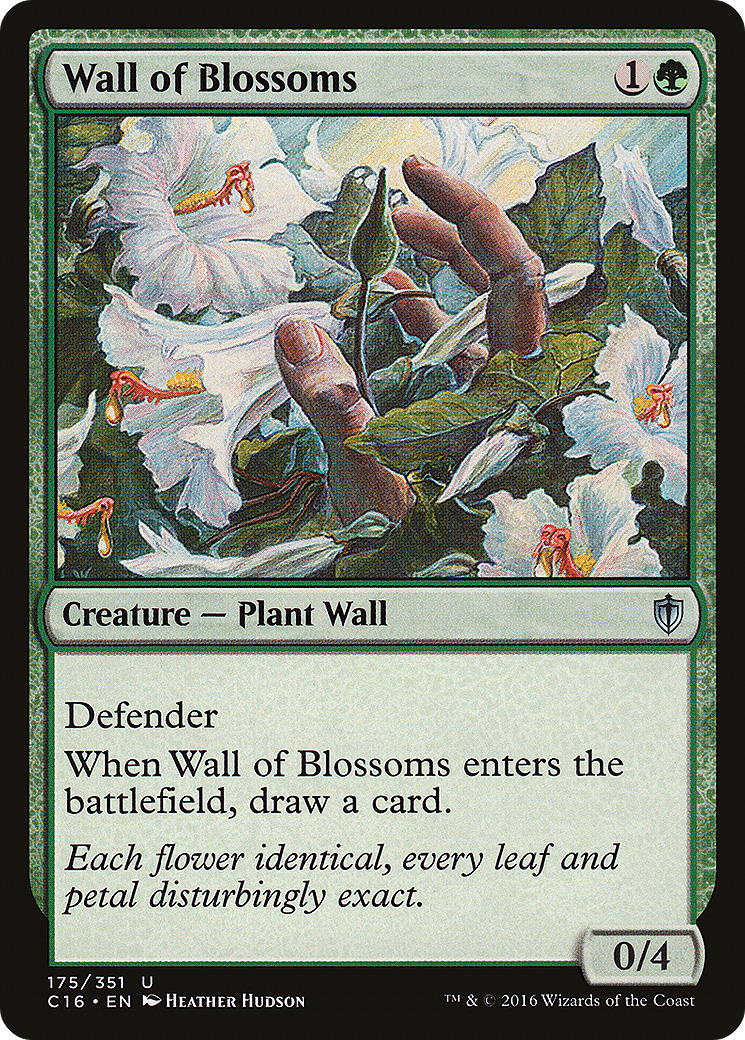 Wall of Blossoms 1
Creature — Plant Wall
Defender
When Wall of Blossoms enters the
battlefield, draw a card.
Each flower identical, every leaf and
petal disturbingly exact.
0/4
175/351 U
C16 • EN Heather Hudson
™ & © 2016 Wizards of the Coast